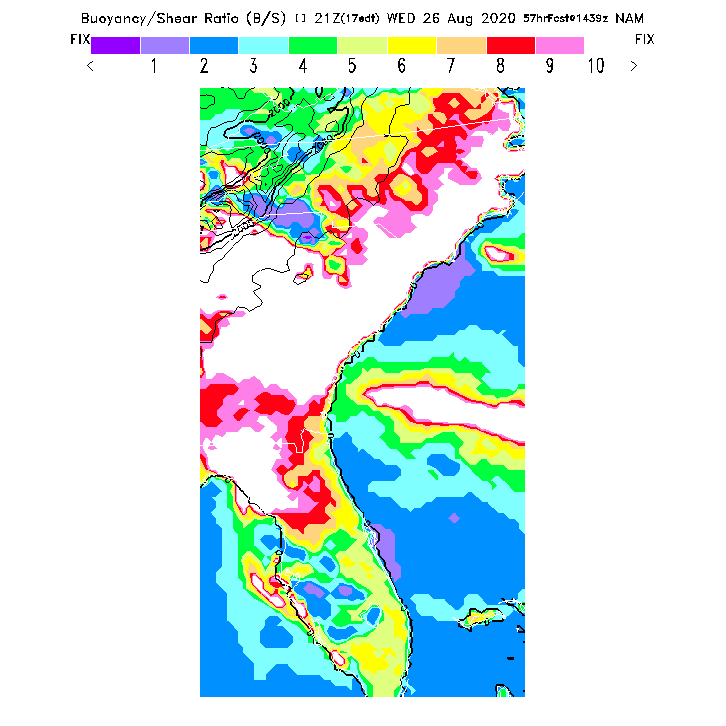 Buoyancy/Shear Ratio (B/S) [] 21Z(17edt) WED 26 Aug 2020 57hrFcst@1439z NAM
FIX FIX
< 1 2 3 4 5 6 7 8 9 10 >
2000